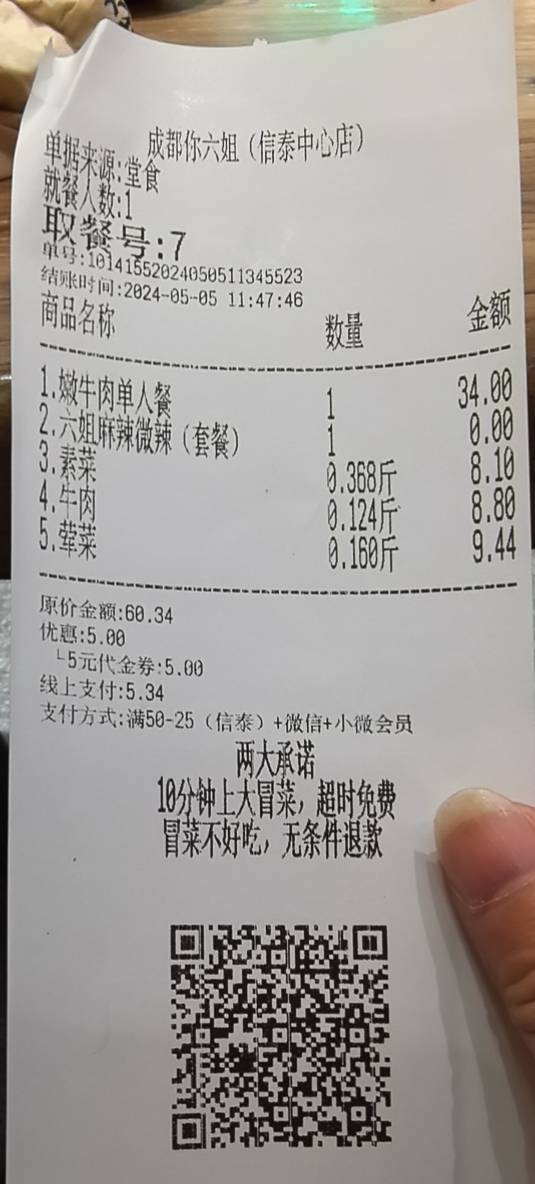 成都你六姐（信泰中心店）
单据来源:堂食
就餐人数:1
取餐号:7
单号:10141552024050511345523
结账时间:2024-05-05 11:47:46
商品名称 数量 金额
1.嫩牛肉单人餐 1 34.00
2.六姐麻辣微辣（套餐） 1 0.00
3.素菜 0.368斤 8.10
4.牛肉 0.124斤 8.80
5.荤菜 0.160斤 9.44
原价金额:60.34
优惠:5.00
└5元代金券:5.00
线上支付:5.34
支付方式:满50-25（信泰）+微信+小微会员
两大承诺
10分钟上大冒菜，超时免费
冒菜不好吃，无条件退款